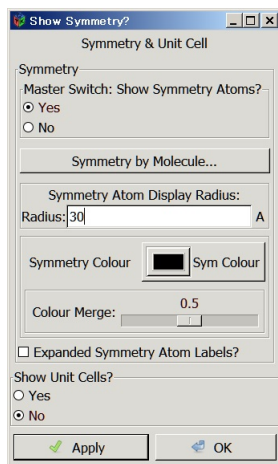 Show Symmetry?
Symmetry & Unit Cell
Symmetry
Master Switch: Show Symmetry Atoms?
Yes
No
Symmetry by Molecule...
Symmetry Atom Display Radius:
Radius: 30 A
Symmetry Colour Sym Colour
0.5
Colour Merge:
Expanded Symmetry Atom Labels?
Show Unit Cells?
Yes
No
Apply OK